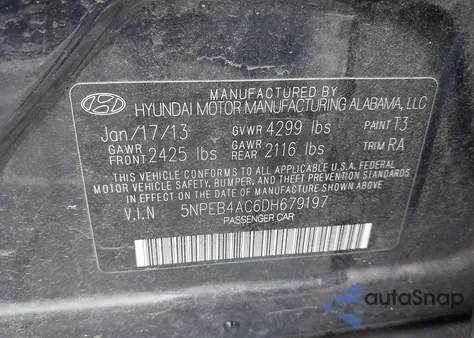 MANUFACTURED BY
HYUNDAI MOTOR MANUFACTURING ALABAMA, LLC
Jan/17/13 GVWR 4299 lbs PAINT T3
GAWR FRONT 2425 lbs GAWR REAR 2116 lbs TRIM RA
THIS VEHICLE CONFORMS TO ALL APPLICABLE U.S.A. FEDERAL
MOTOR VEHICLE SAFETY, BUMPER, AND THEFT PREVENTION STANDARDS
IN EFFECT ON THE DATE OF MANUFACTURE SHOWN ABOVE.
V.I.N 5NPEB4AC6DH679197
PASSENGER CAR
autoSnap